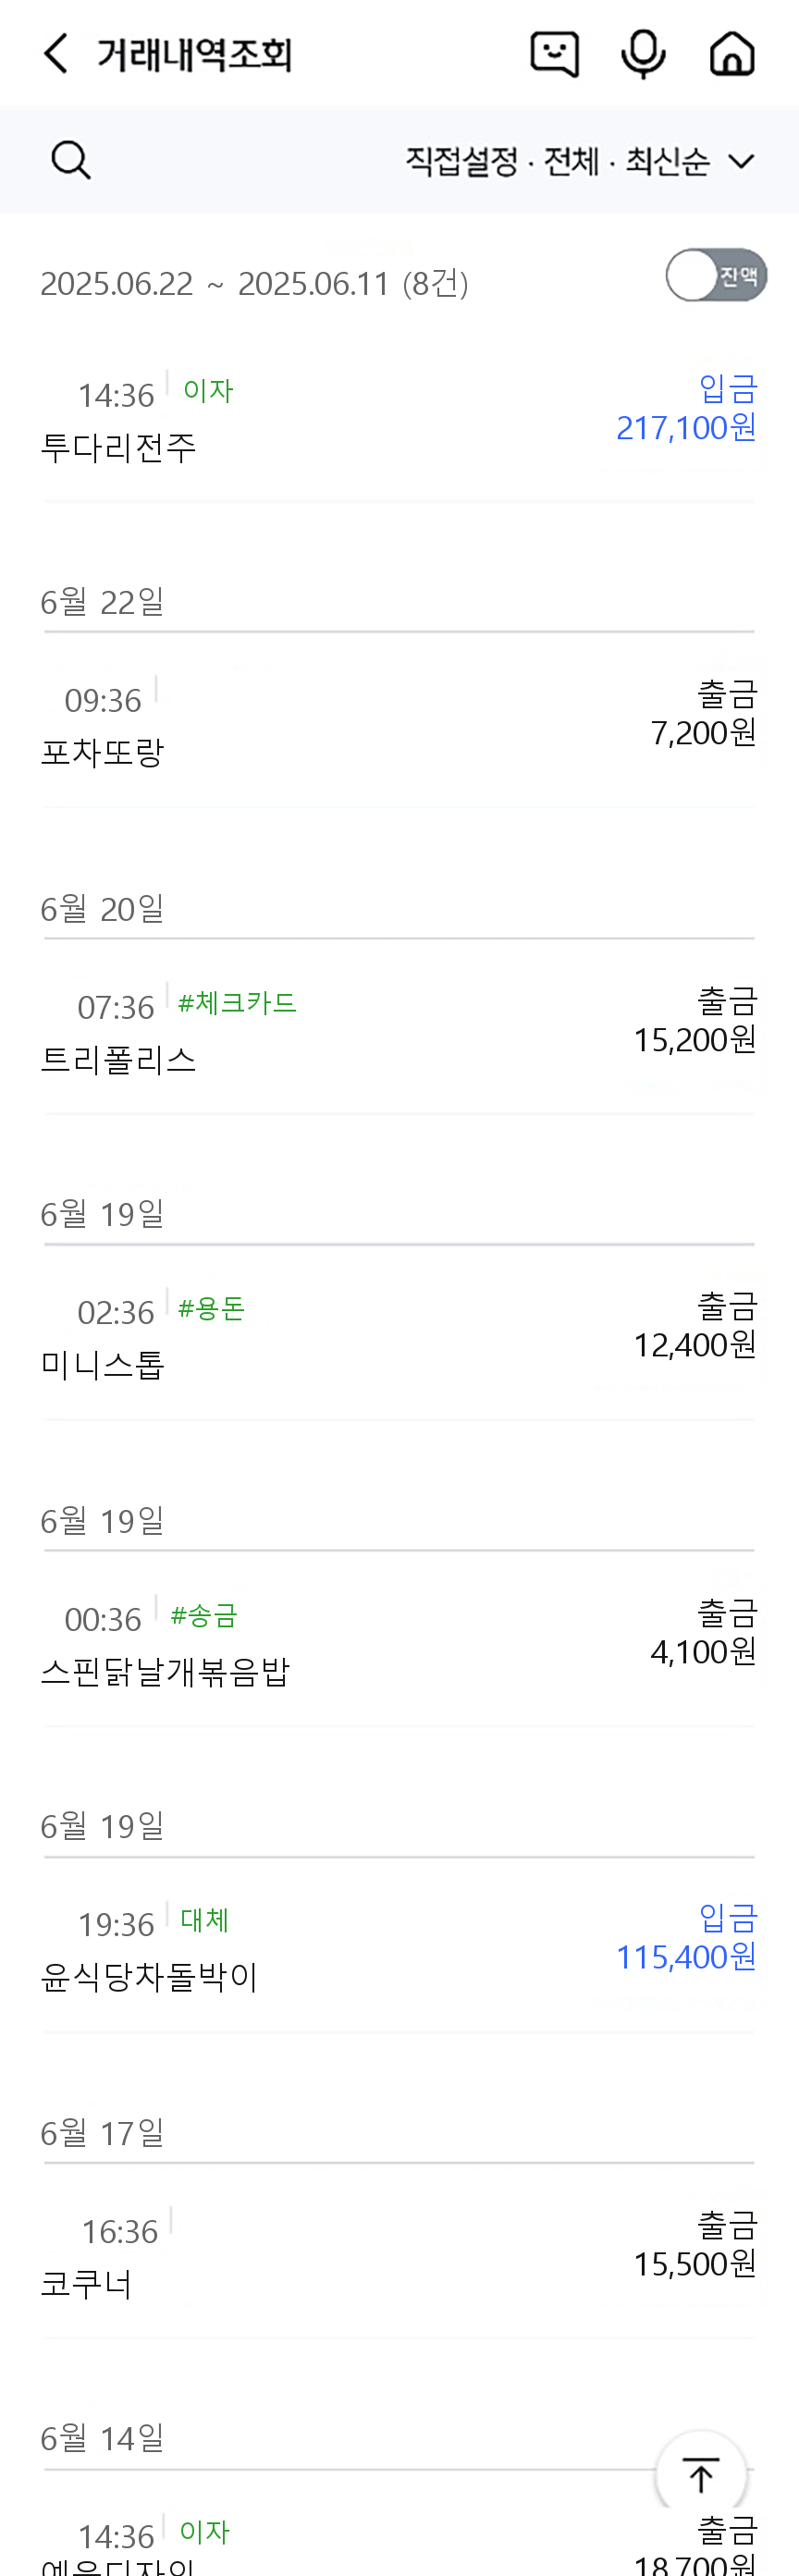 거래내역조회
직접설정 · 전체 · 최신순
2025.06.22 ~ 2025.06.11 (8건)
잔액
14:36 이자
입금
217,100원
투다리전주
6월 22일
09:36
출금
7,200원
포차또랑
6월 20일
07:36 #체크카드
출금
15,200원
트리폴리스
6월 19일
02:36 #용돈
출금
12,400원
미니스톱
6월 19일
00:36 #송금
출금
4,100원
스핀닭날개볶음밥
6월 19일
19:36 대체
입금
115,400원
윤식당차돌박이
6월 17일
16:36
출금
15,500원
코쿠너
6월 14일
14:36 이자
출금
18,700원